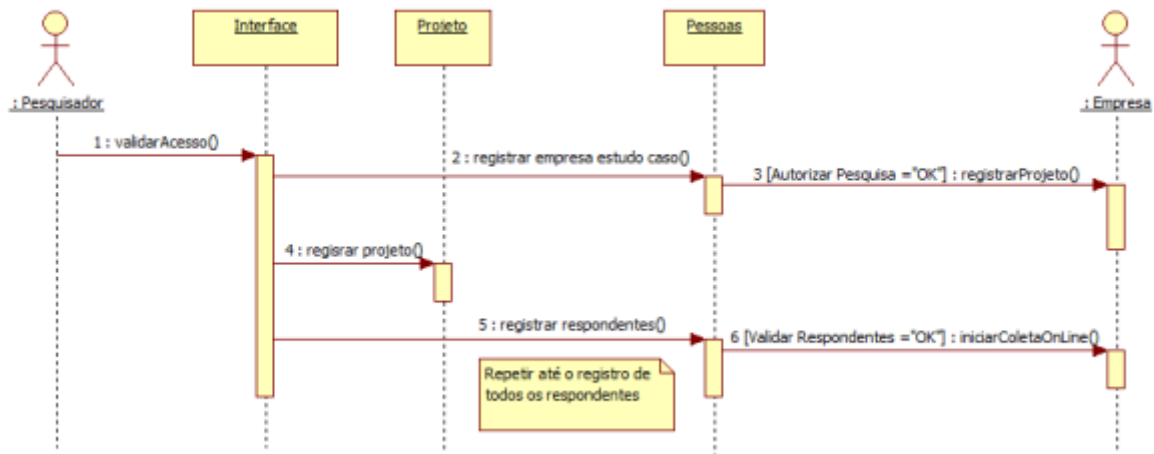 Interface
Projeto
Pessoas
: Pesquisador
: Empresa
1 : validarAcesso()
2 : registrar empresa estudo caso()
3 [Autorizar Pesquisa ="OK"] : registrarProjeto()
4 : regisrar projeto()
5 : registrar respondentes()
6 [Validar Respondentes ="OK"] : iniciarColetaOnLine()
Repetir até o registro de
todos os respondentes